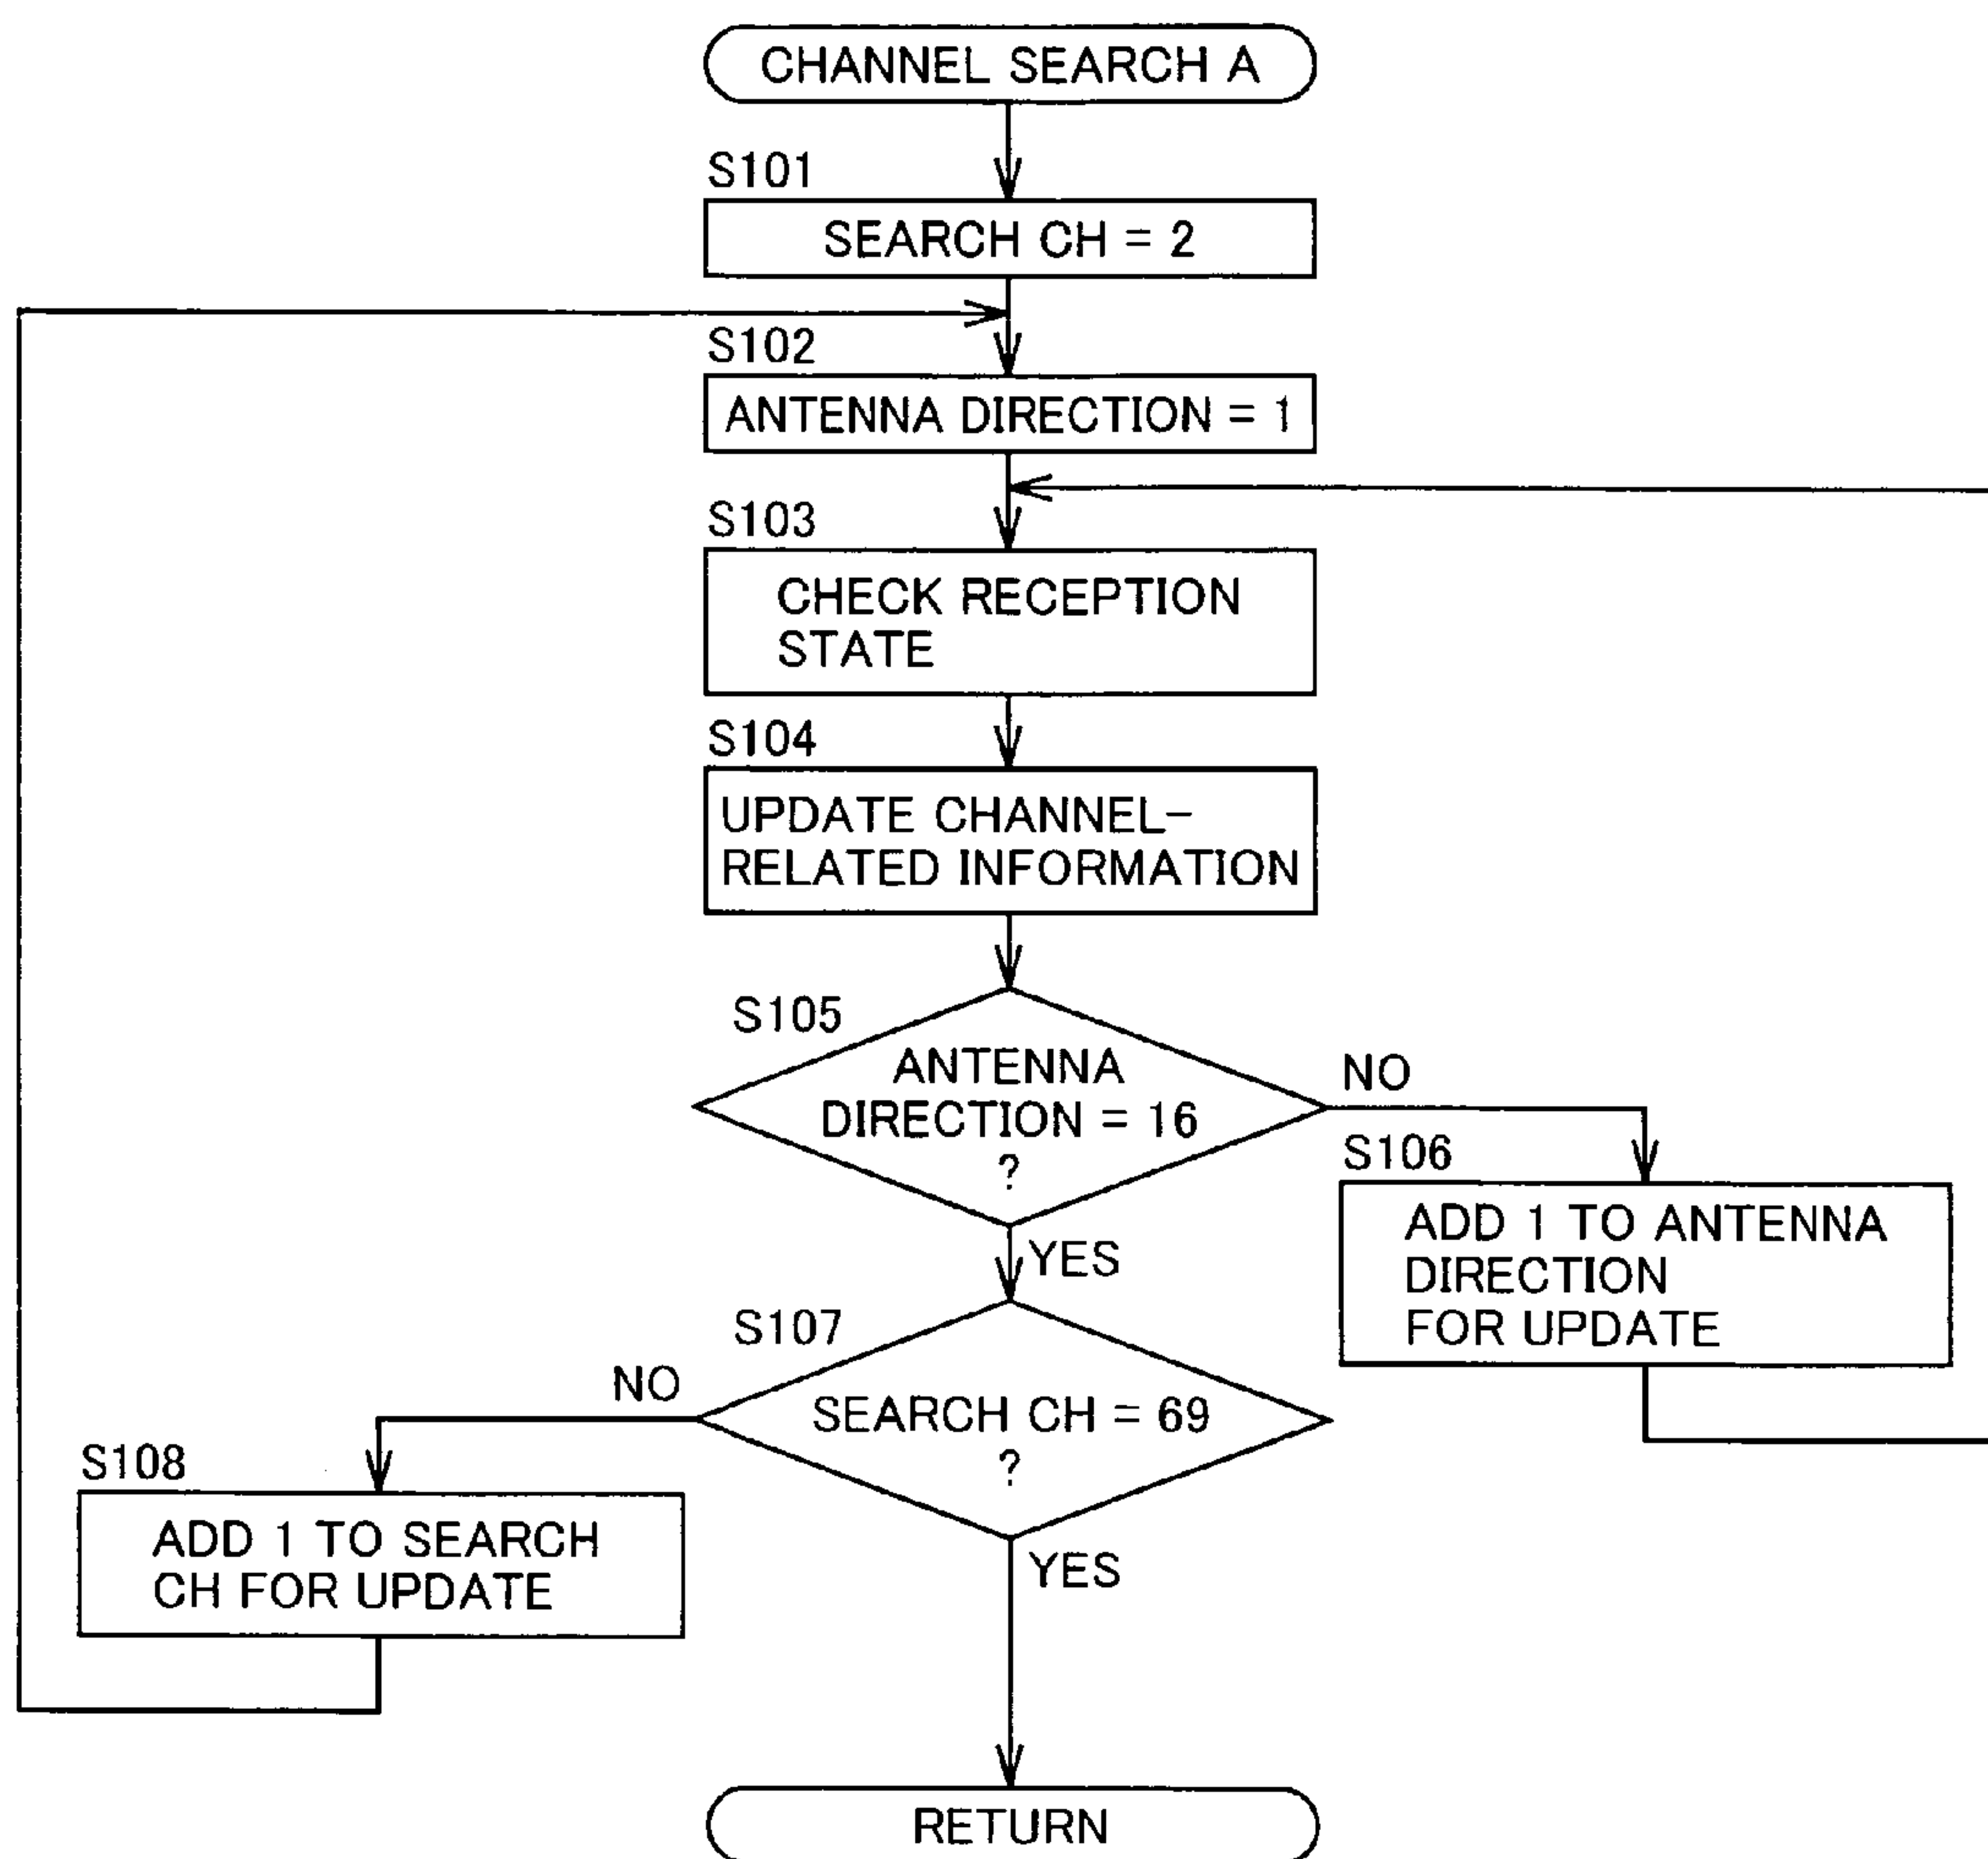 CHANNEL SEARCH A
S101
SEARCH CH = 2
S102
ANTENNA DIRECTION = 1
S103
CHECK RECEPTION
STATE
S104
UPDATE CHANNEL-
RELATED INFORMATION
S105
ANTENNA
DIRECTION = 16
?
NO
YES
S106
ADD 1 TO ANTENNA
DIRECTION
FOR UPDATE
S107
SEARCH CH = 69
?
NO
YES
S108
ADD 1 TO SEARCH
CH FOR UPDATE
RETURN